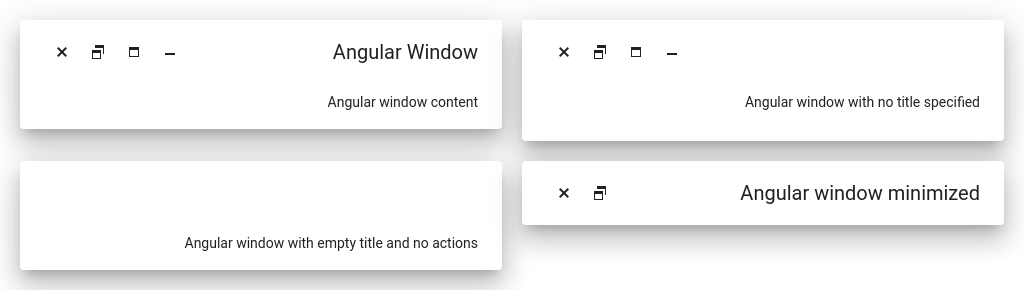 Angular Window
Angular window content
Angular window with no title specified
Angular window with empty title and no actions
Angular window minimized